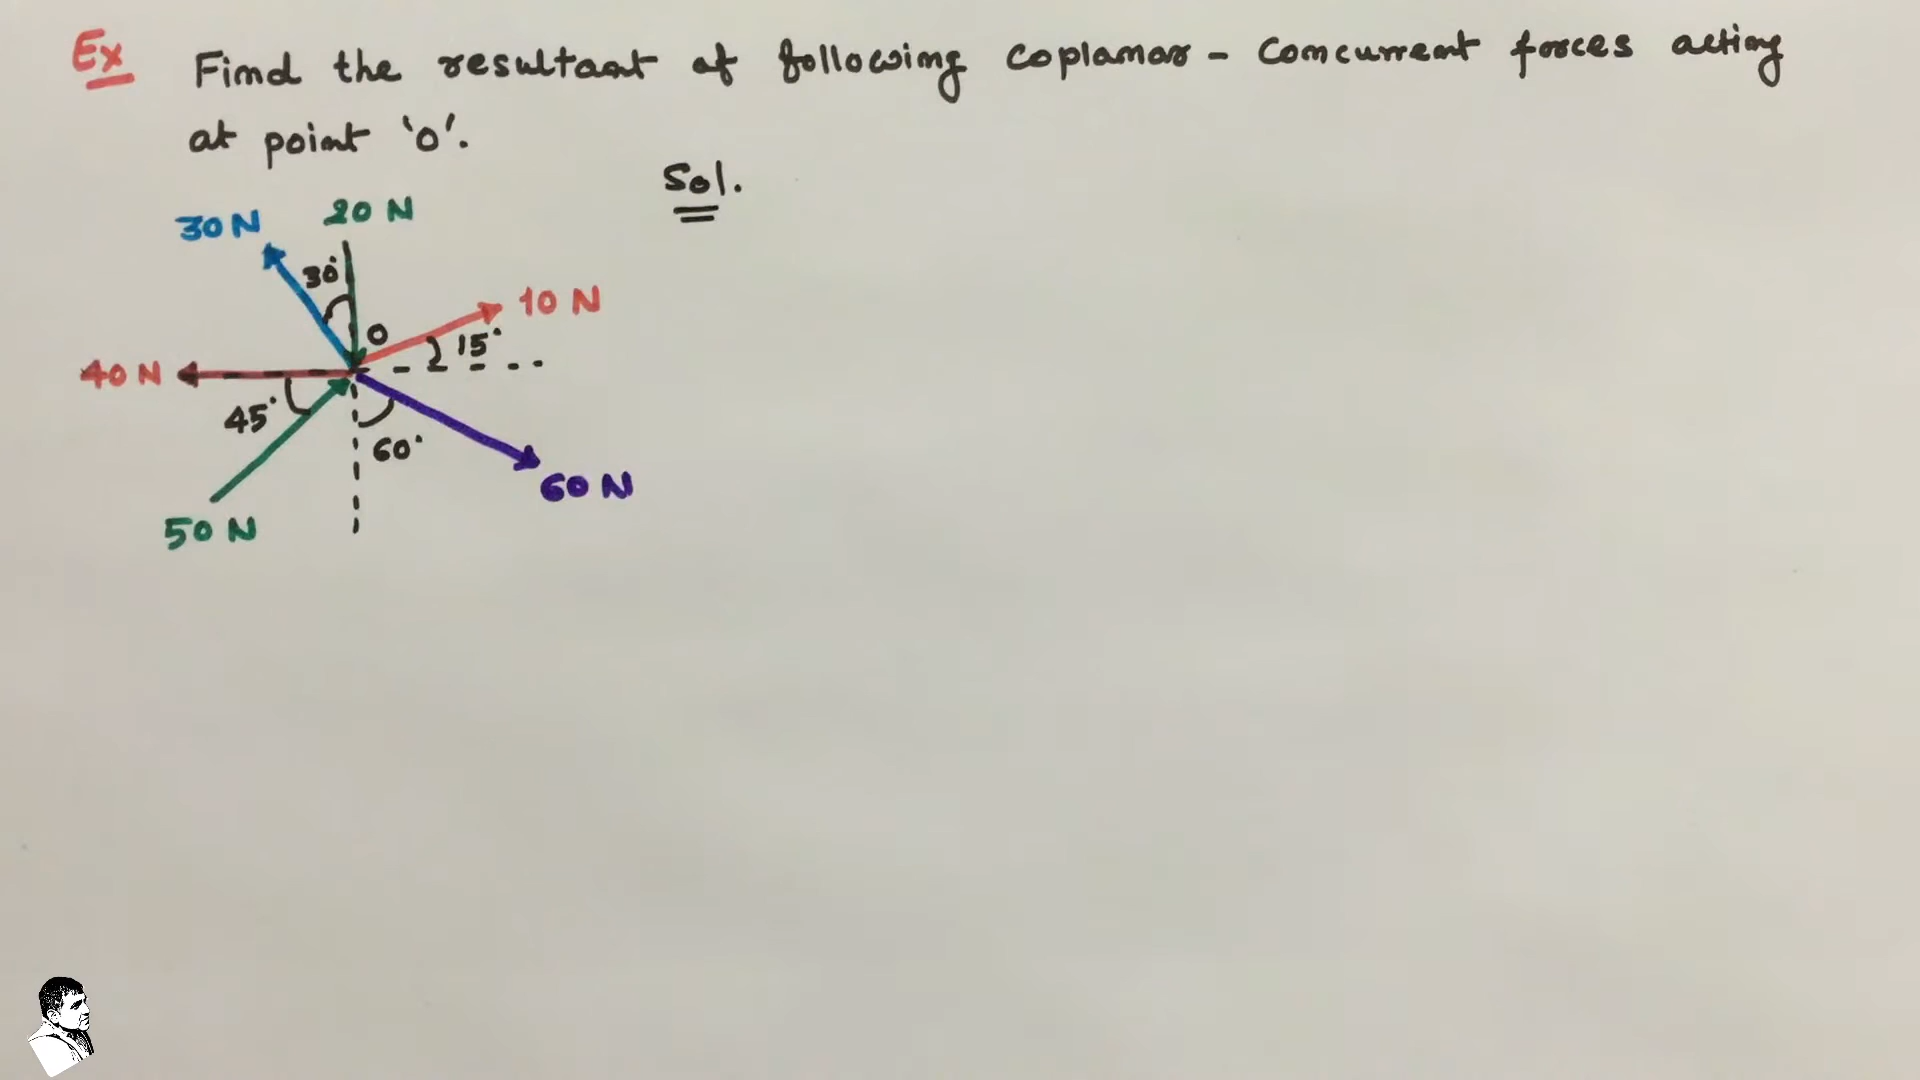 Ex Find the resultant of following coplanar - concurrent forces acting
at point 'O'.
Sol.
30 N 20 N
30°
10 N
O
15°
40 N
45°
60°
60 N
50 N